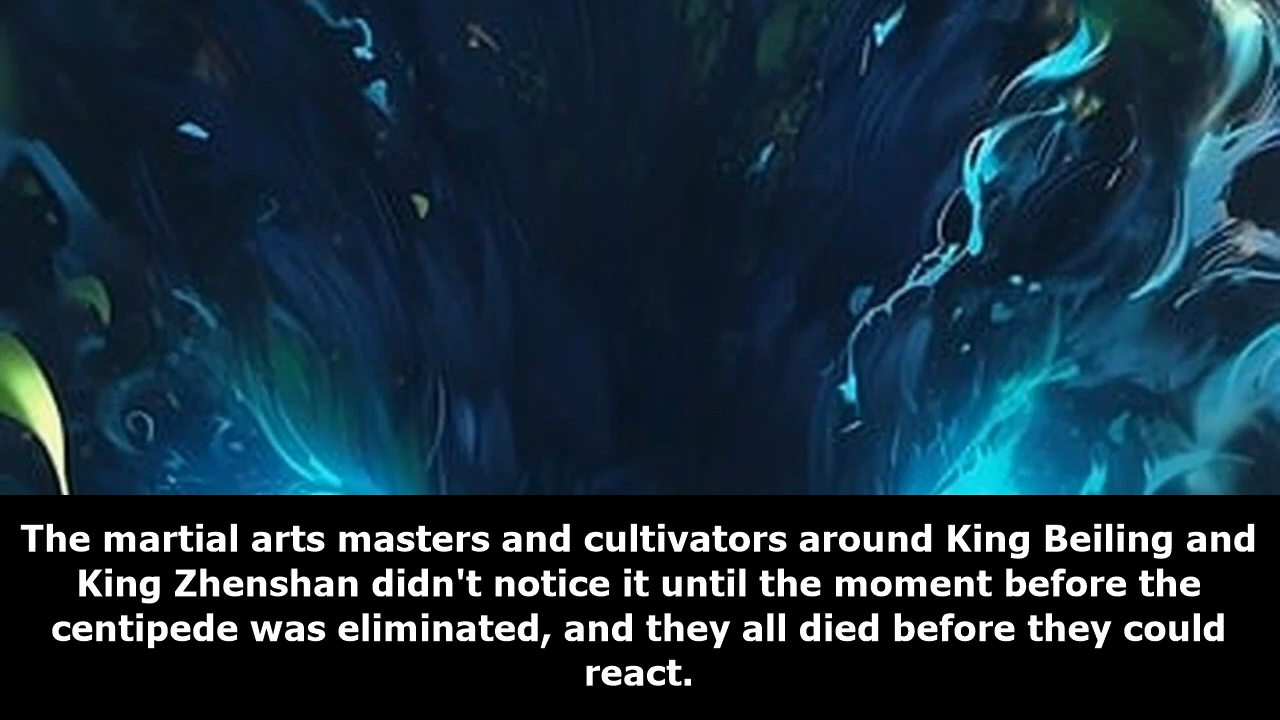 The martial arts masters and cultivators around King Beiling and
King Zhenshan didn't notice it until the moment before the
centipede was eliminated, and they all died before they could
react.